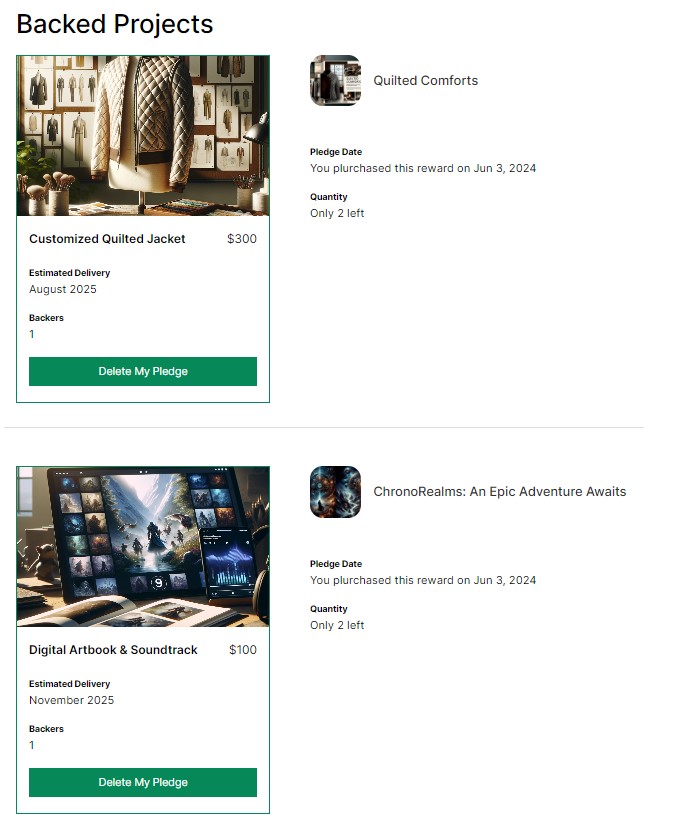 Backed Projects
Quilted Comforts
Pledge Date
You plurchased this reward on Jun 3, 2024
Quantity
Only 2 left
Customized Quilted Jacket $300
Estimated Delivery
August 2025
Backers
1
Delete My Pledge
ChronoRealms: An Epic Adventure Awaits
Pledge Date
You plurchased this reward on Jun 3, 2024
Quantity
Only 2 left
9
Digital Artbook & Soundtrack $100
Estimated Delivery
November 2025
Backers
1
Delete My Pledge